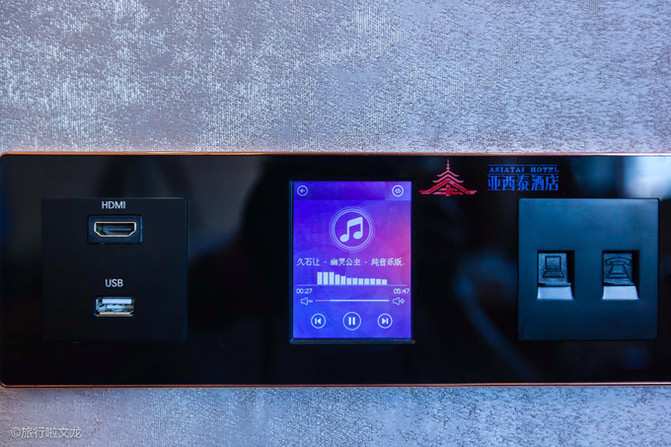 HDMI
USB
久石让 - 幽灵公主 - 纯音乐版
00:27
05:47
ASIATAI HOTEL
亚西泰酒店
©旅行啦文龙